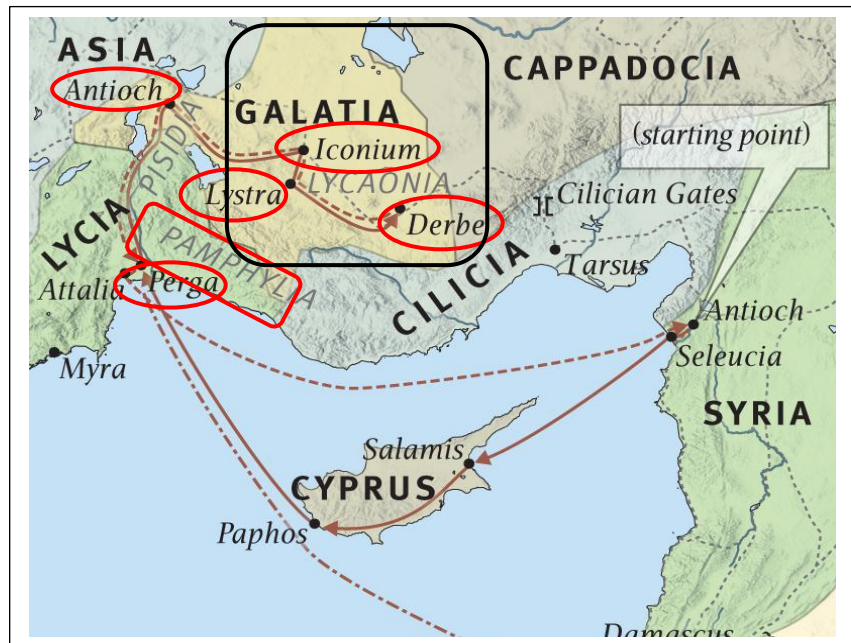 ASIA
Antioch
GALATIA
CAPPADOCIA
(starting point)
PISIDIA
Iconium
LYCAONIA
Lystra
Derbe
Cilician Gates
LYCIA
PAMPHYLIA
Perga
Attalia
CILICIA
Tarsus
Antioch
Seleucia
Myra
SYRIA
Salamis
CYPRUS
Paphos
Damascus